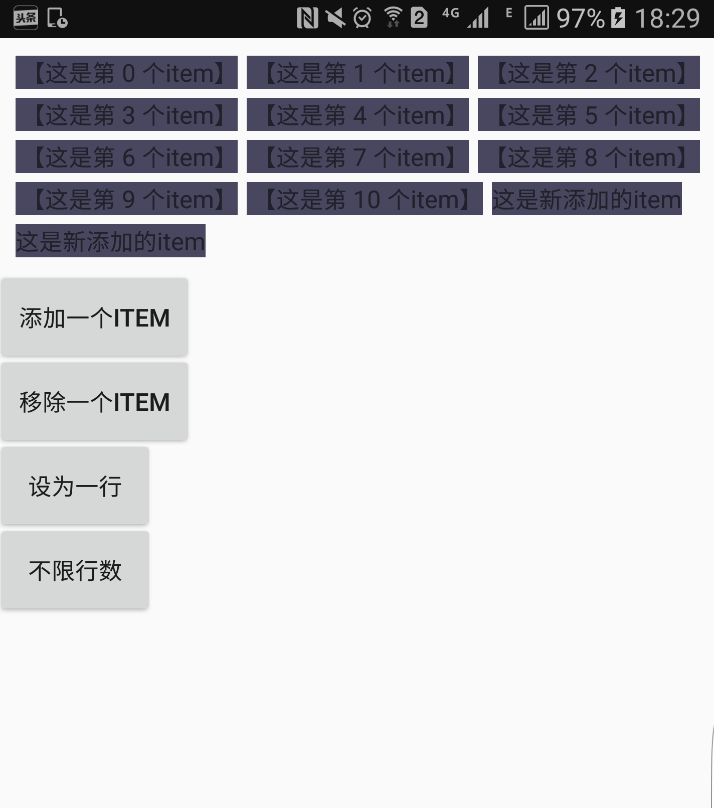 头条 2 4G E 97% 18:29
【这是第 0 个item】 【这是第 1 个item】 【这是第 2 个item】
【这是第 3 个item】 【这是第 4 个item】 【这是第 5 个item】
【这是第 6 个item】 【这是第 7 个item】 【这是第 8 个item】
【这是第 9 个item】 【这是第 10 个item】 这是新添加的item
这是新添加的item
添加一个ITEM
移除一个ITEM
设为一行
不限行数